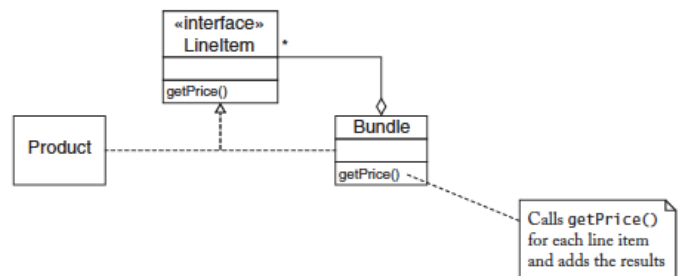 «interface»
LineItem
*
getPrice()
Product
Bundle
getPrice()
Calls getPrice()
for each line item
and adds the results